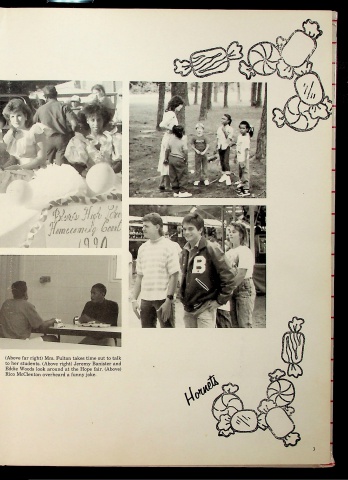 Homecoming Court
1990
B
(Above far right) Mrs. Fulton takes time out to talk
to her students. (Above right) Jeremy Banister and
Eddie Woods look around at the Hope fair. (Above)
Rico McClenton overheard a funny joke.
Hornets
3